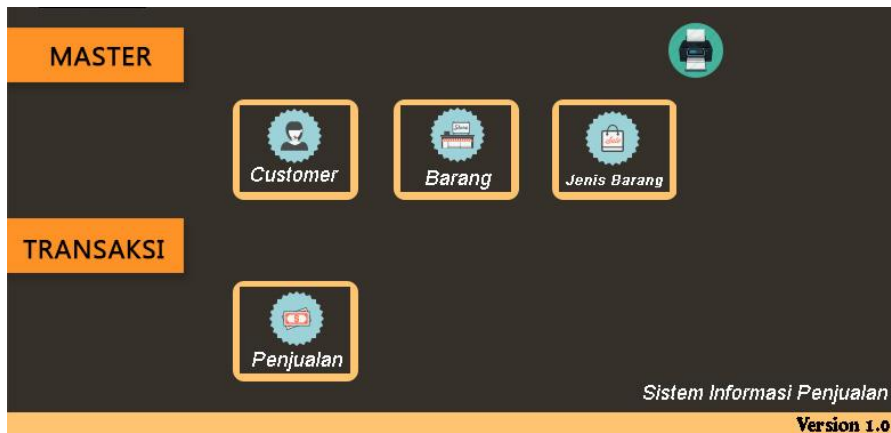 MASTER
Customer
Barang
Jenis Barang
TRANSAKSI
Penjualan
Sistem Informasi Penjualan
Version 1.0